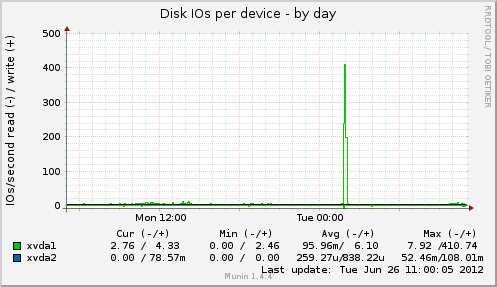 Disk IOs per device - by day
RRDTOOL / TOBI OETIKER
IOs/second read (-) / write (+)
500
400
300
200
100
0
Mon 12:00
Tue 00:00
Cur (-/+) Min (-/+) Avg (-/+) Max (-/+)
xvda1 2.76 / 4.33 0.00 / 2.46 95.96m/ 6.10 7.92 /410.74
xvda2 0.00 / 78.57m 0.00 / 0.00 259.27u/838.22u 52.46m/108.01m
Last update: Tue Jun 26 11:00:05 2012
Munin 1.4.4